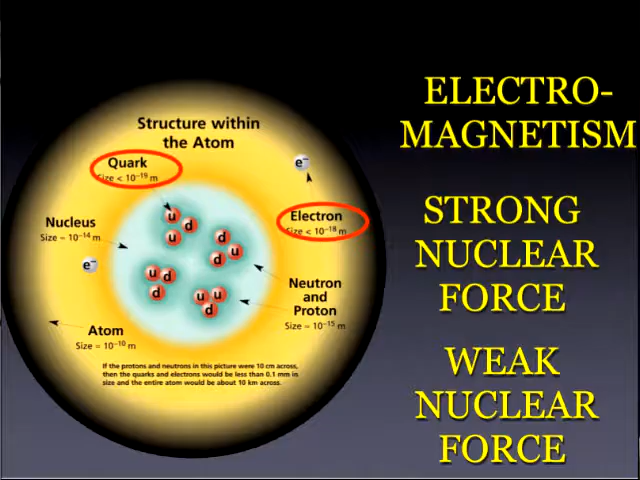 ELECTRO-
MAGNETISM
STRONG
NUCLEAR
FORCE
WEAK
NUCLEAR
FORCE
Structure within
the Atom
Quark
Size < 10⁻¹⁹ m
e⁻
Electron
Size < 10⁻¹⁸ m
Nucleus
Size ≈ 10⁻¹⁴ m
e⁻
u
d
u
d
u
d
u
d
d
u
u
d
Neutron
and
Proton
Size ≈ 10⁻¹⁵ m
Atom
Size ≈ 10⁻¹⁰ m
If the protons and neutrons in this picture were 10 cm across,
then the quarks and electrons would be less than 0.1 mm in
size and the entire atom would be about 10 km across.